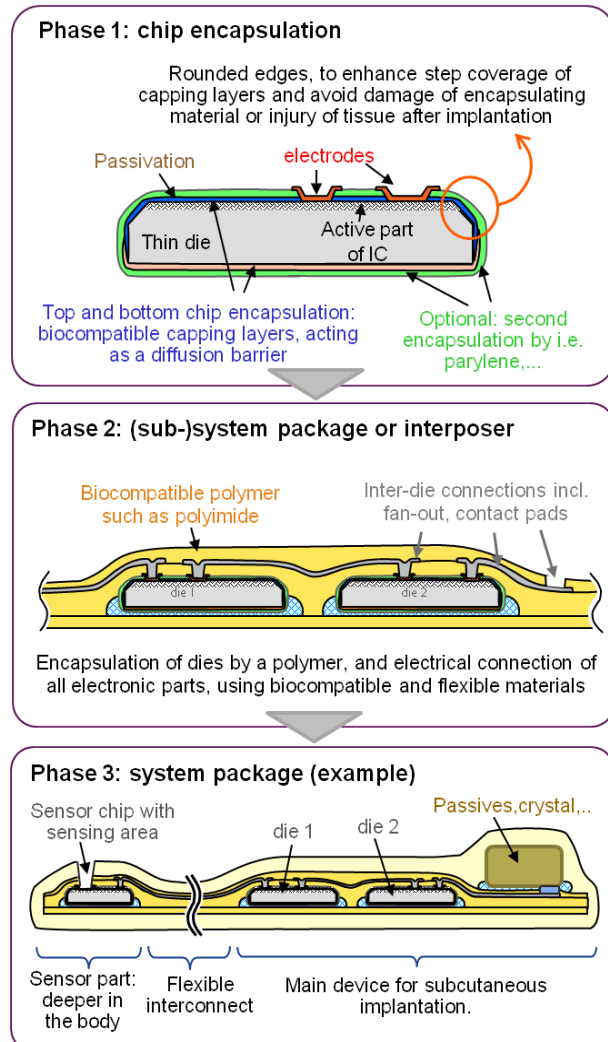 Phase 1: chip encapsulation
Rounded edges, to enhance step coverage of
capping layers and avoid damage of encapsulating
material or injury of tissue after implantation
Passivation
electrodes
Thin die
Active part
of IC
Top and bottom chip encapsulation:
biocompatible capping layers, acting
as a diffusion barrier
Optional: second
encapsulation by i.e.
parylene,...
Phase 2: (sub-)system package or interposer
Biocompatible polymer
such as polyimide
Inter-die connections incl.
fan-out, contact pads
die 1
die 2
Encapsulation of dies by a polymer, and electrical connection of
all electronic parts, using biocompatible and flexible materials
Phase 3: system package (example)
Sensor chip with
sensing area
die 1
die 2
Passives,crystal,..
Sensor part:
deeper in
the body
Flexible
interconnect
Main device for subcutaneous
implantation.